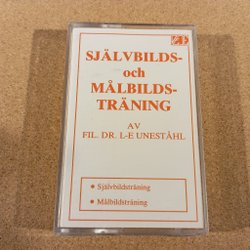 SJÄLVBILDS-
och
MÅLBILDS-
TRÄNING
AV
FIL. DR. L-E UNESTÅHL
• Självbildsträning
• Målbildsträning